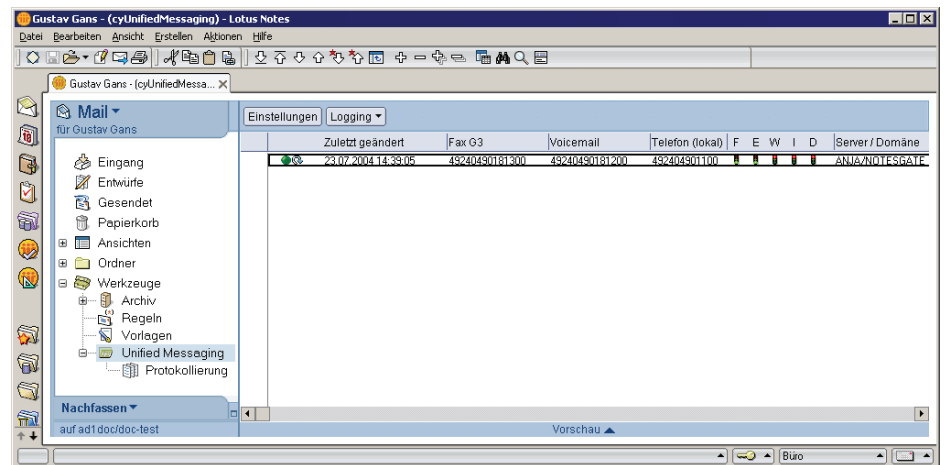 Gustav Gans - (cyUnifiedMessaging) - Lotus Notes
Datei Bearbeiten Ansicht Erstellen Aktionen Hilfe
Gustav Gans - (cyUnifiedMessa...
Mail
für Gustav Gans
Einstellungen Logging
Zuletzt geändert Fax G3 Voicemail Telefon (lokal) F E W I D Server / Domäne
23.07.2004 14:39:05 49240490181300 49240490181200 492404901100 ANJA/NOTESGATE
Eingang
Entwürfe
Gesendet
Papierkorb
Ansichten
Ordner
Werkzeuge
Archiv
Regeln
Vorlagen
Unified Messaging
Protokollierung
Nachfassen
auf ad1doc/doc-test
Vorschau
Büro